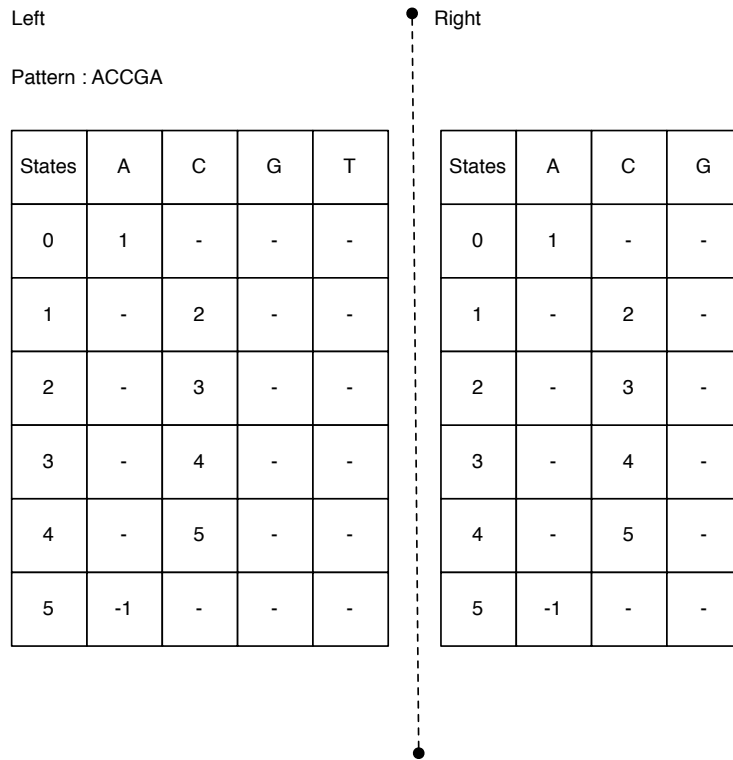 Left
Right
Pattern : ACCGA
States A C G T
0 1 - - -
1 - 2 - -
2 - 3 - -
3 - 4 - -
4 - 5 - -
5 -1 - - -
States A C G
0 1 - -
1 - 2 -
2 - 3 -
3 - 4 -
4 - 5 -
5 -1 - -